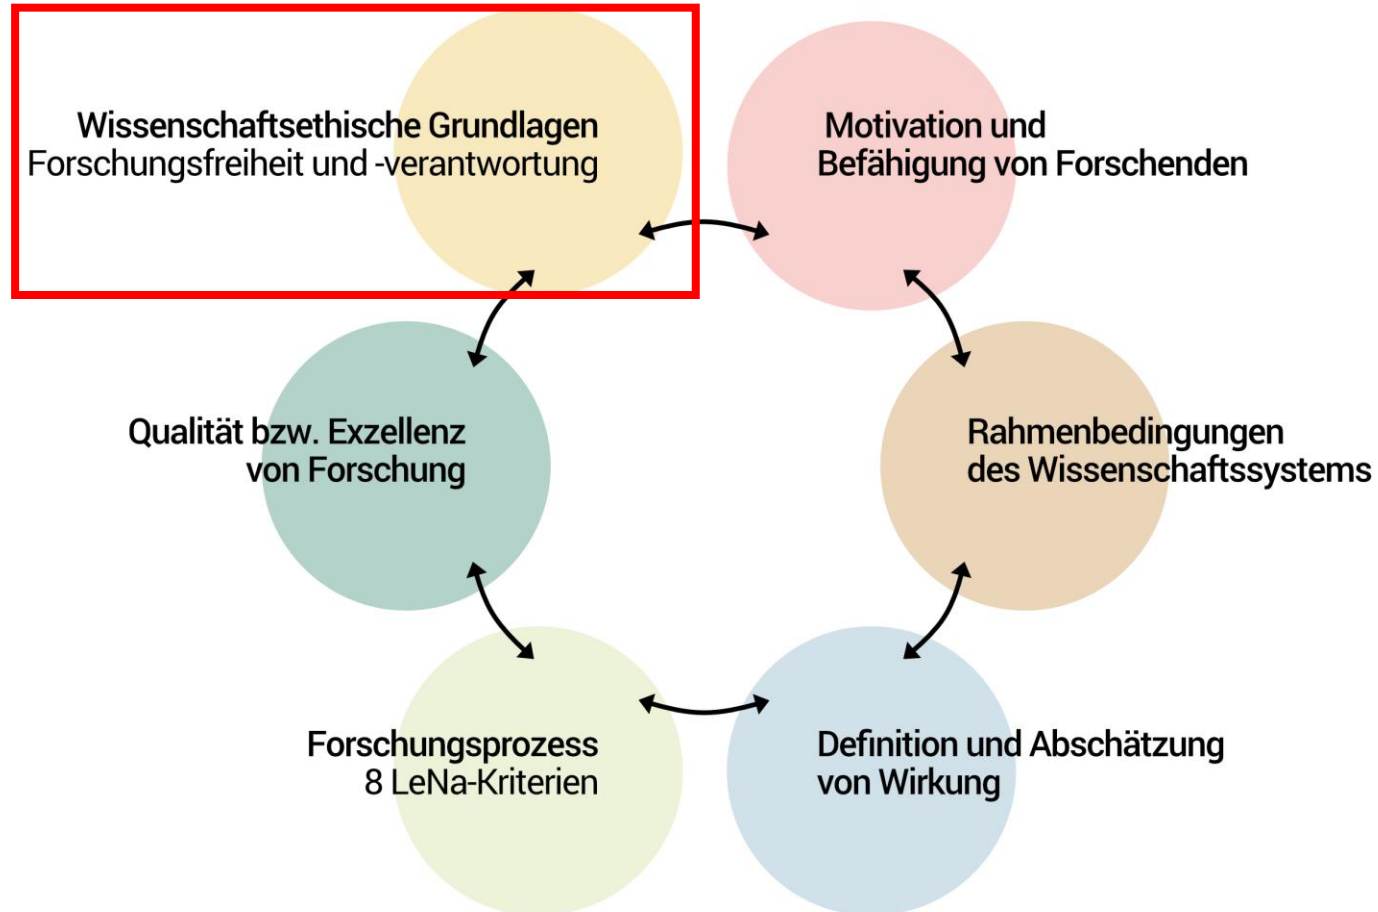 Wissenschaftsethische Grundlagen
Forschungsfreiheit und -verantwortung
Motivation und
Befähigung von Forschenden
Qualität bzw. Exzellenz
von Forschung
Rahmenbedingungen
des Wissenschaftssystems
Forschungsprozess
8 LeNa-Kriterien
Definition und Abschätzung
von Wirkung